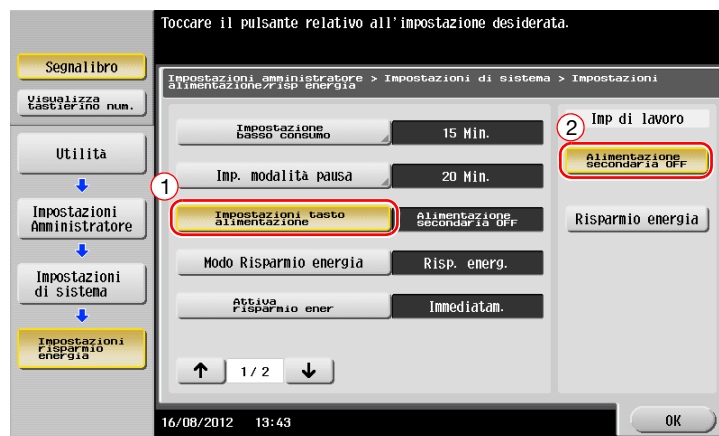 Toccare il pulsante relativo all'impostazione desiderata.
Segnalibro
Visualizza
tastierino num.
Utilità
Impostazioni
Amministratore
Impostazioni
di sistema
Impostazioni
risparmio
energia
Impostazioni amministratore > Impostazioni di sistema > Impostazioni
alimentazione/risp energia
Impostazione
basso consumo
15 Min.
Imp. modalità pausa
20 Min.
1
Impostazioni tasto
alimentazione
Alimentazione
secondaria OFF
Modo Risparmio energia
Risp. energ.
Attiva
risparmio ener
Immediatam.
1/ 2
2
Imp di lavoro
Alimentazione
secondaria OFF
Risparmio energia
16/08/2012 13:43
OK